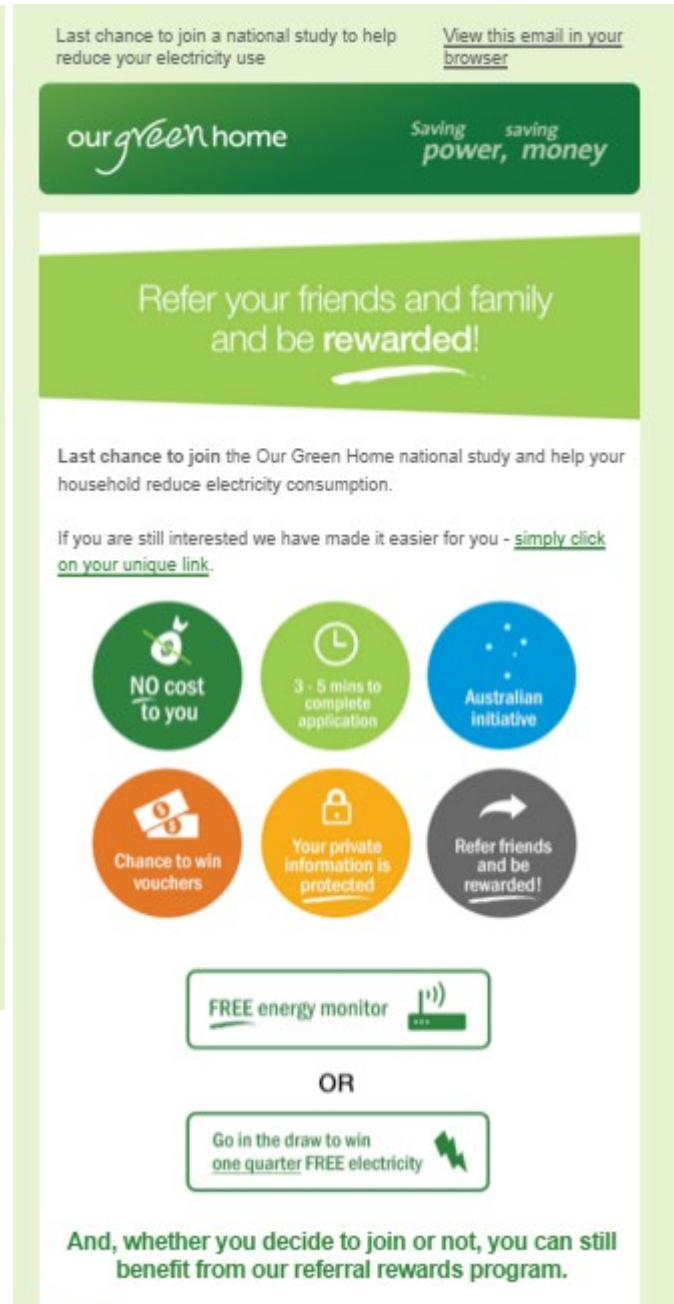 Last chance to join a national study to help
reduce your electricity use
View this email in your
browser
our green home
Saving power, saving money
Refer your friends and family
and be rewarded!
Last chance to join the Our Green Home national study and help your
household reduce electricity consumption.
If you are still interested we have made it easier for you - simply click
on your unique link.
NO cost
to you
3 - 5 mins to
complete
application
Australian
initiative
Chance to win
vouchers
Your private
information is
protected
Refer friends
and be
rewarded!
FREE energy monitor
OR
Go in the draw to win
one quarter FREE electricity
And, whether you decide to join or not, you can still
benefit from our referral rewards program.